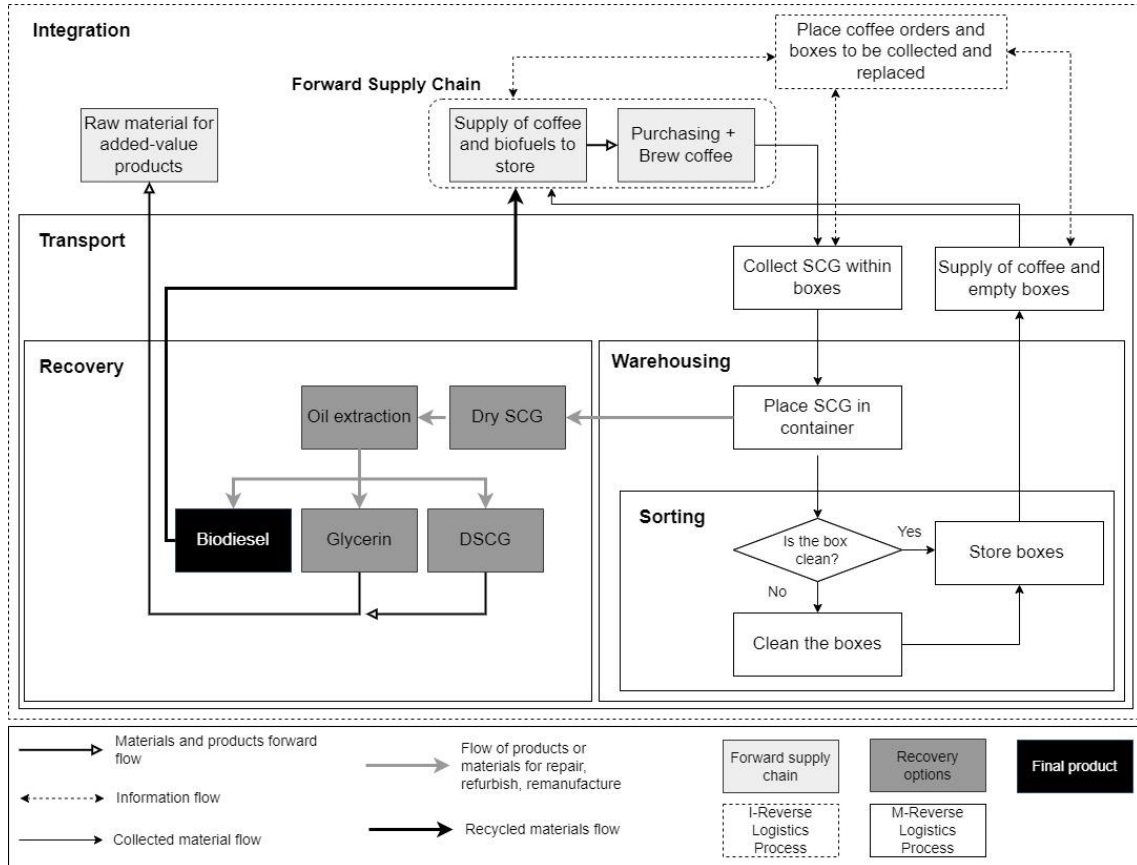 Integration
Place coffee orders and
boxes to be collected and
replaced
Forward Supply Chain
Raw material for
added-value
products
Supply of coffee
and biofuels to
store
Purchasing +
Brew coffee
Transport
Collect SCG within
boxes
Supply of coffee and
empty boxes
Recovery
Warehousing
Oil extraction
Dry SCG
Place SCG in
container
Biodiesel
Glycerin
DSCG
Sorting
Is the box
clean?
Yes
Store boxes
No
Clean the boxes
Materials and products forward
flow
Information flow
Collected material flow
Flow of products or
materials for repair,
refurbish, remanufacture
Recycled materials flow
Forward supply
chain
Recovery
options
Final product
I-Reverse
Logistics
Process
M-Reverse
Logistics
Process